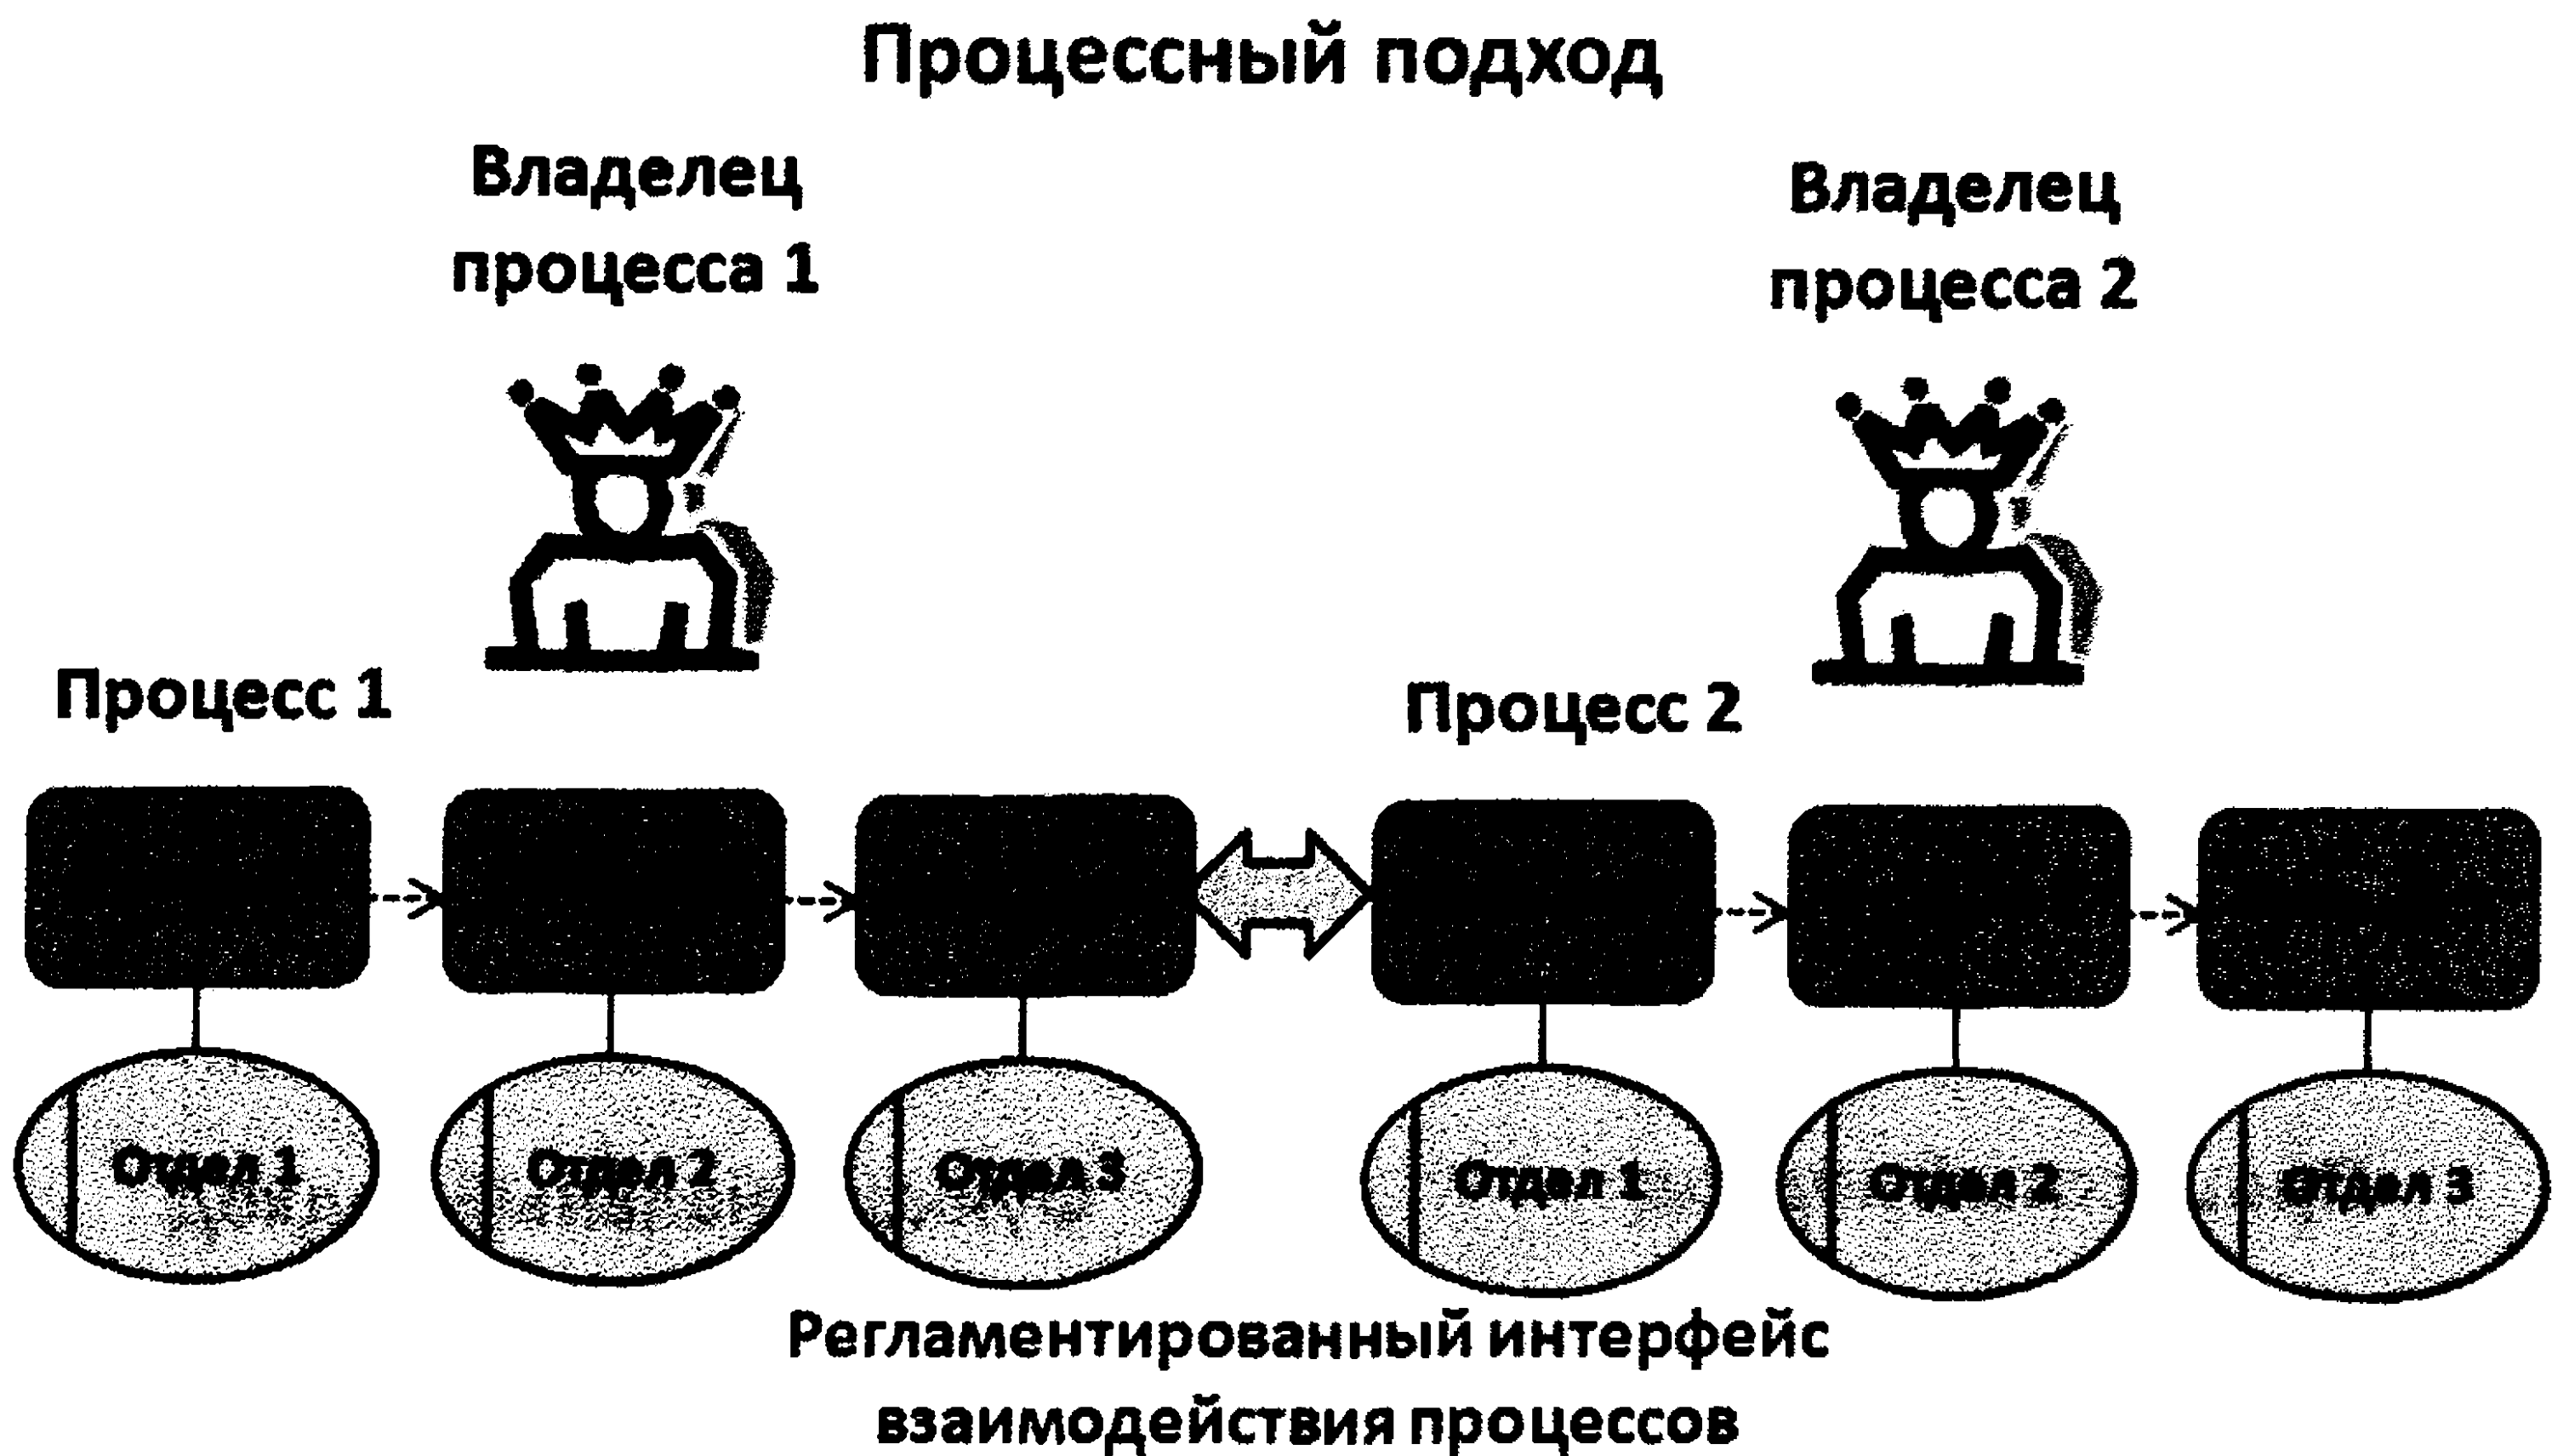 Процессный подход
Владелец
процесса 1
Владелец
процесса 2
Процесс 1
Процесс 2
Отдел 1
Отдел 2
Отдел 3
Отдел 1
Отдел 2
Отдел 3
Регламентированный интерфейс
взаимодействия процессов